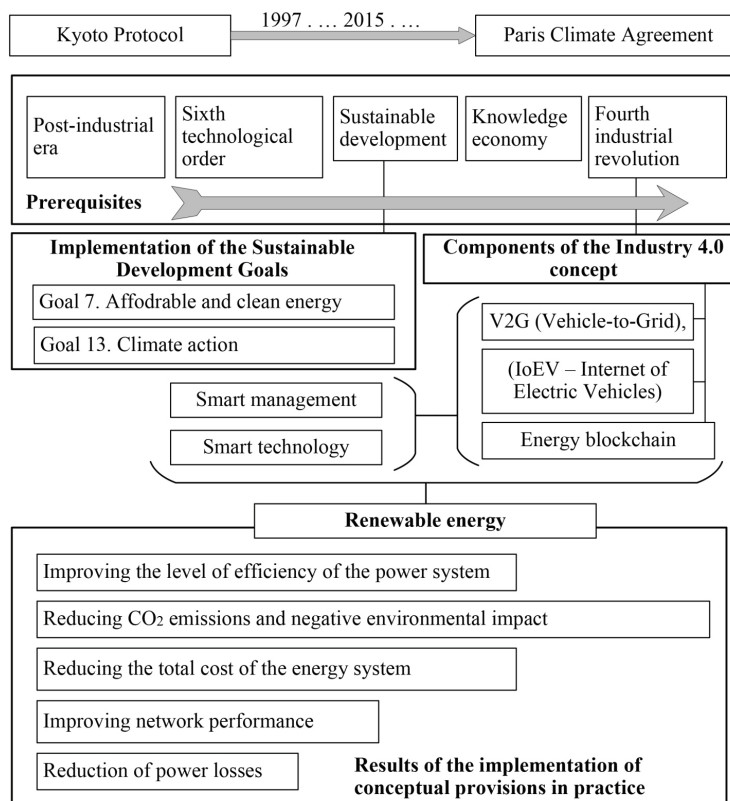 Kyoto Protocol
1997 . … 2015 . …
Paris Climate Agreement
Post-industrial
era
Sixth
technological
order
Sustainable
development
Knowledge
economy
Fourth
industrial
revolution
Prerequisites
Implementation of the Sustainable
Development Goals
Goal 7. Affodrable and clean energy
Goal 13. Climate action
Components of the Industry 4.0
concept
V2G (Vehicle-to-Grid),
(IoEV – Internet of
Electric Vehicles)
Energy blockchain
Smart management
Smart technology
Renewable energy
Improving the level of efficiency of the power system
Reducing CO₂ emissions and negative environmental impact
Reducing the total cost of the energy system
Improving network performance
Reduction of power losses
Results of the implementation of
conceptual provisions in practice